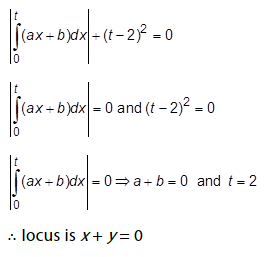 |∫₀ᵗ(ax + b)dx| + (t − 2)² = 0
|∫₀ᵗ(ax + b)dx| = 0 and (t − 2)² = 0
|∫₀ᵗ(ax + b)dx| = 0 ⇒ a + b = 0 and t = 2
∴ locus is x + y = 0